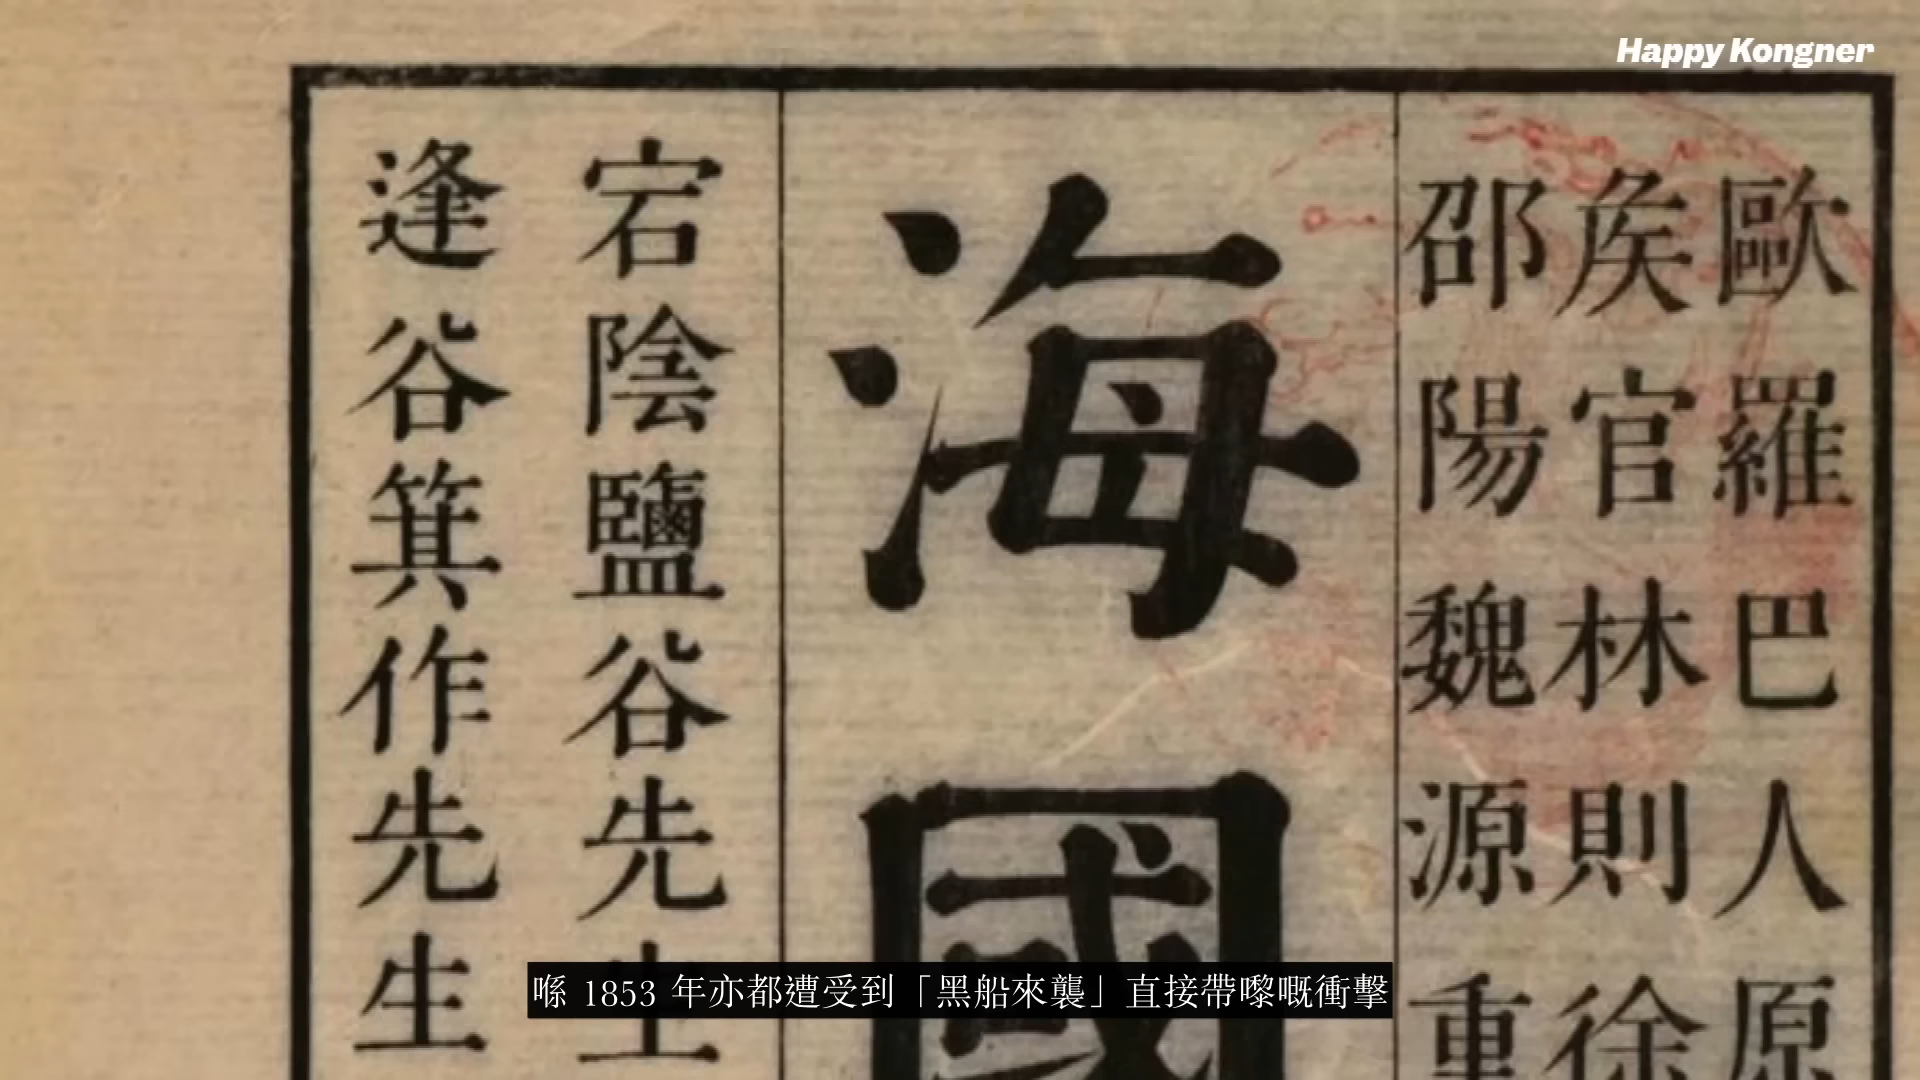 Happy Kongner
歐羅巴人原
侯官林則徐
邵陽魏源重
海國
宕陰鹽谷先生
逢谷箕作先生
喺 1853 年亦都遭受到「黑船來襲」直接帶嚟嘅衝擊